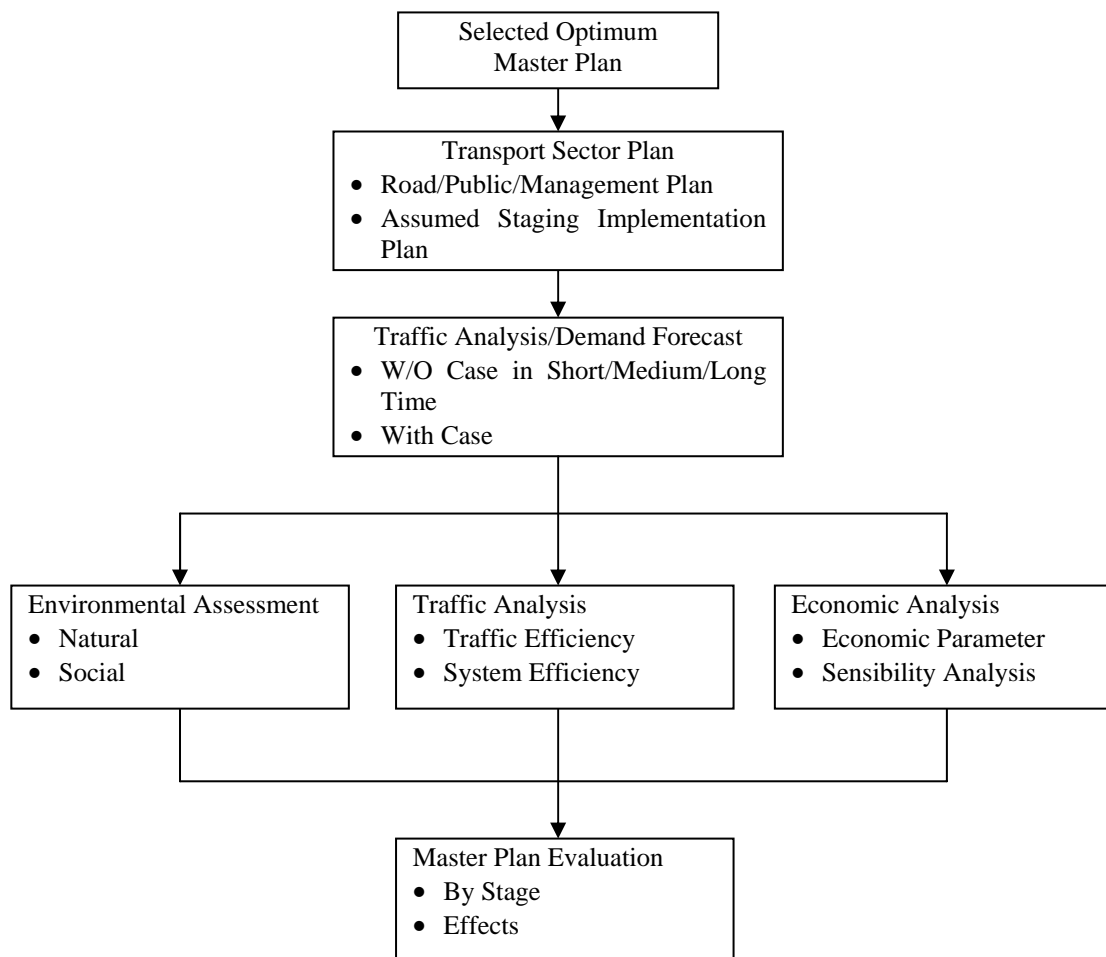 Selected Optimum
Master Plan
Transport Sector Plan
• Road/Public/Management Plan
• Assumed Staging Implementation
Plan
Traffic Analysis/Demand Forecast
• W/O Case in Short/Medium/Long
Time
• With Case
Environmental Assessment
• Natural
• Social
Traffic Analysis
• Traffic Efficiency
• System Efficiency
Economic Analysis
• Economic Parameter
• Sensibility Analysis
Master Plan Evaluation
• By Stage
• Effects